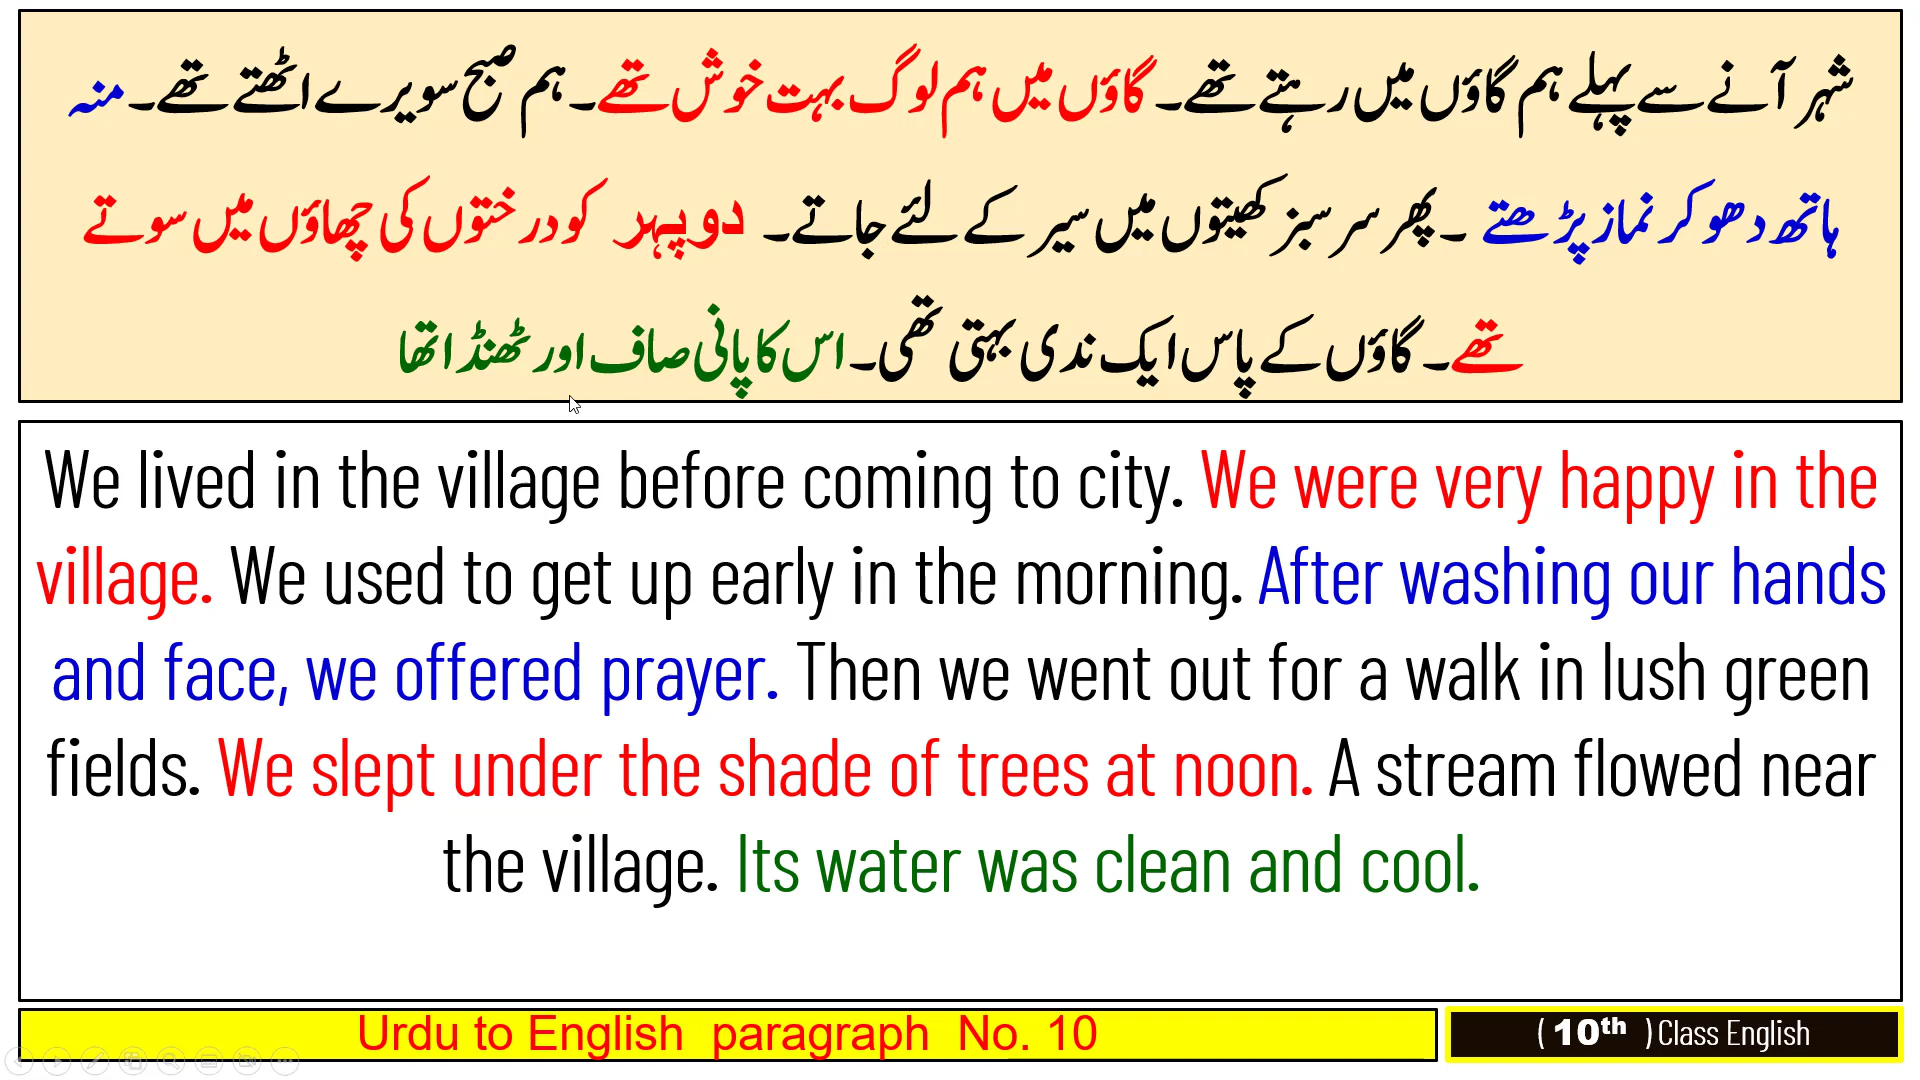 شہر آنے سے پہلے ہم گاؤں میں رہتے تھے۔ گاؤں میں ہم لوگ بہت خوش تھے۔ ہم صبح سویرے اٹھتے تھے۔ منہ
ہاتھ دھو کر نماز پڑھتے ۔ پھر سر سبز کھیتوں میں سیر کے لئے جاتے۔ دوپہر کو درختوں کی چھاؤں میں سوتے
تھے۔ گاؤں کے پاس ایک ندی بہتی تھی۔ اس کا پانی صاف اور ٹھنڈا تھا
We lived in the village before coming to city. We were very happy in the
village. We used to get up early in the morning. After washing our hands
and face, we offered prayer. Then we went out for a walk in lush green
fields. We slept under the shade of trees at noon. A stream flowed near
the village. Its water was clean and cool.
Urdu to English paragraph No. 10
( 10th ) Class English